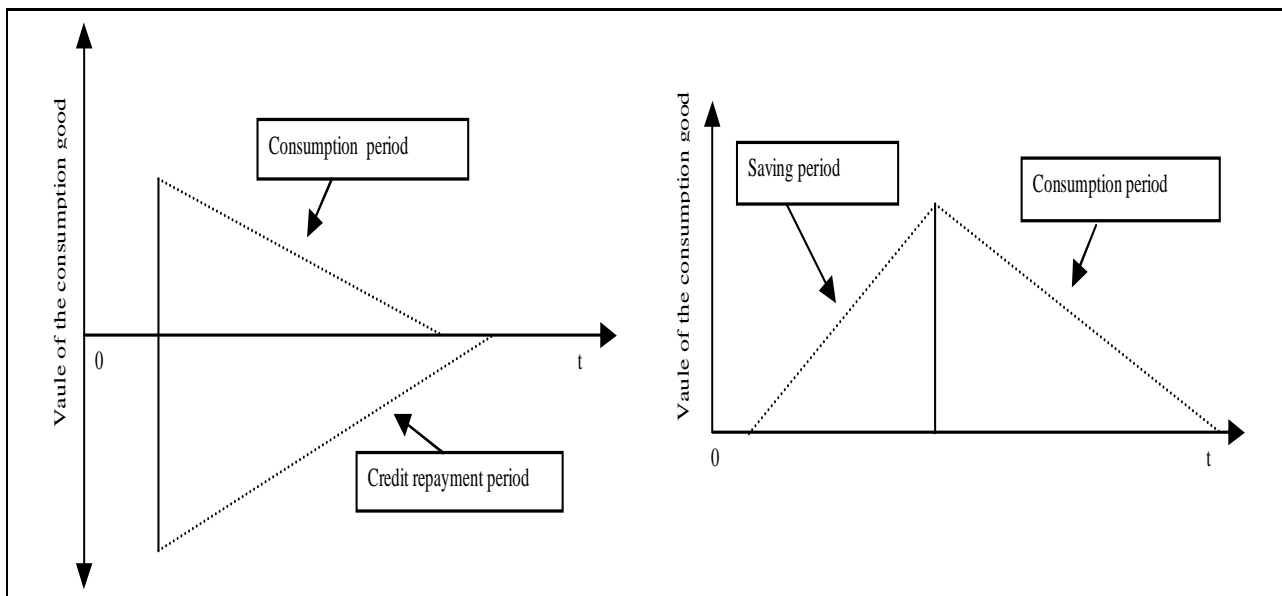 Vaule of the consumption good
Consumption period
0
t
Credit repayment period
Vaule of the consumption good
Saving period
Consumption period
0
t